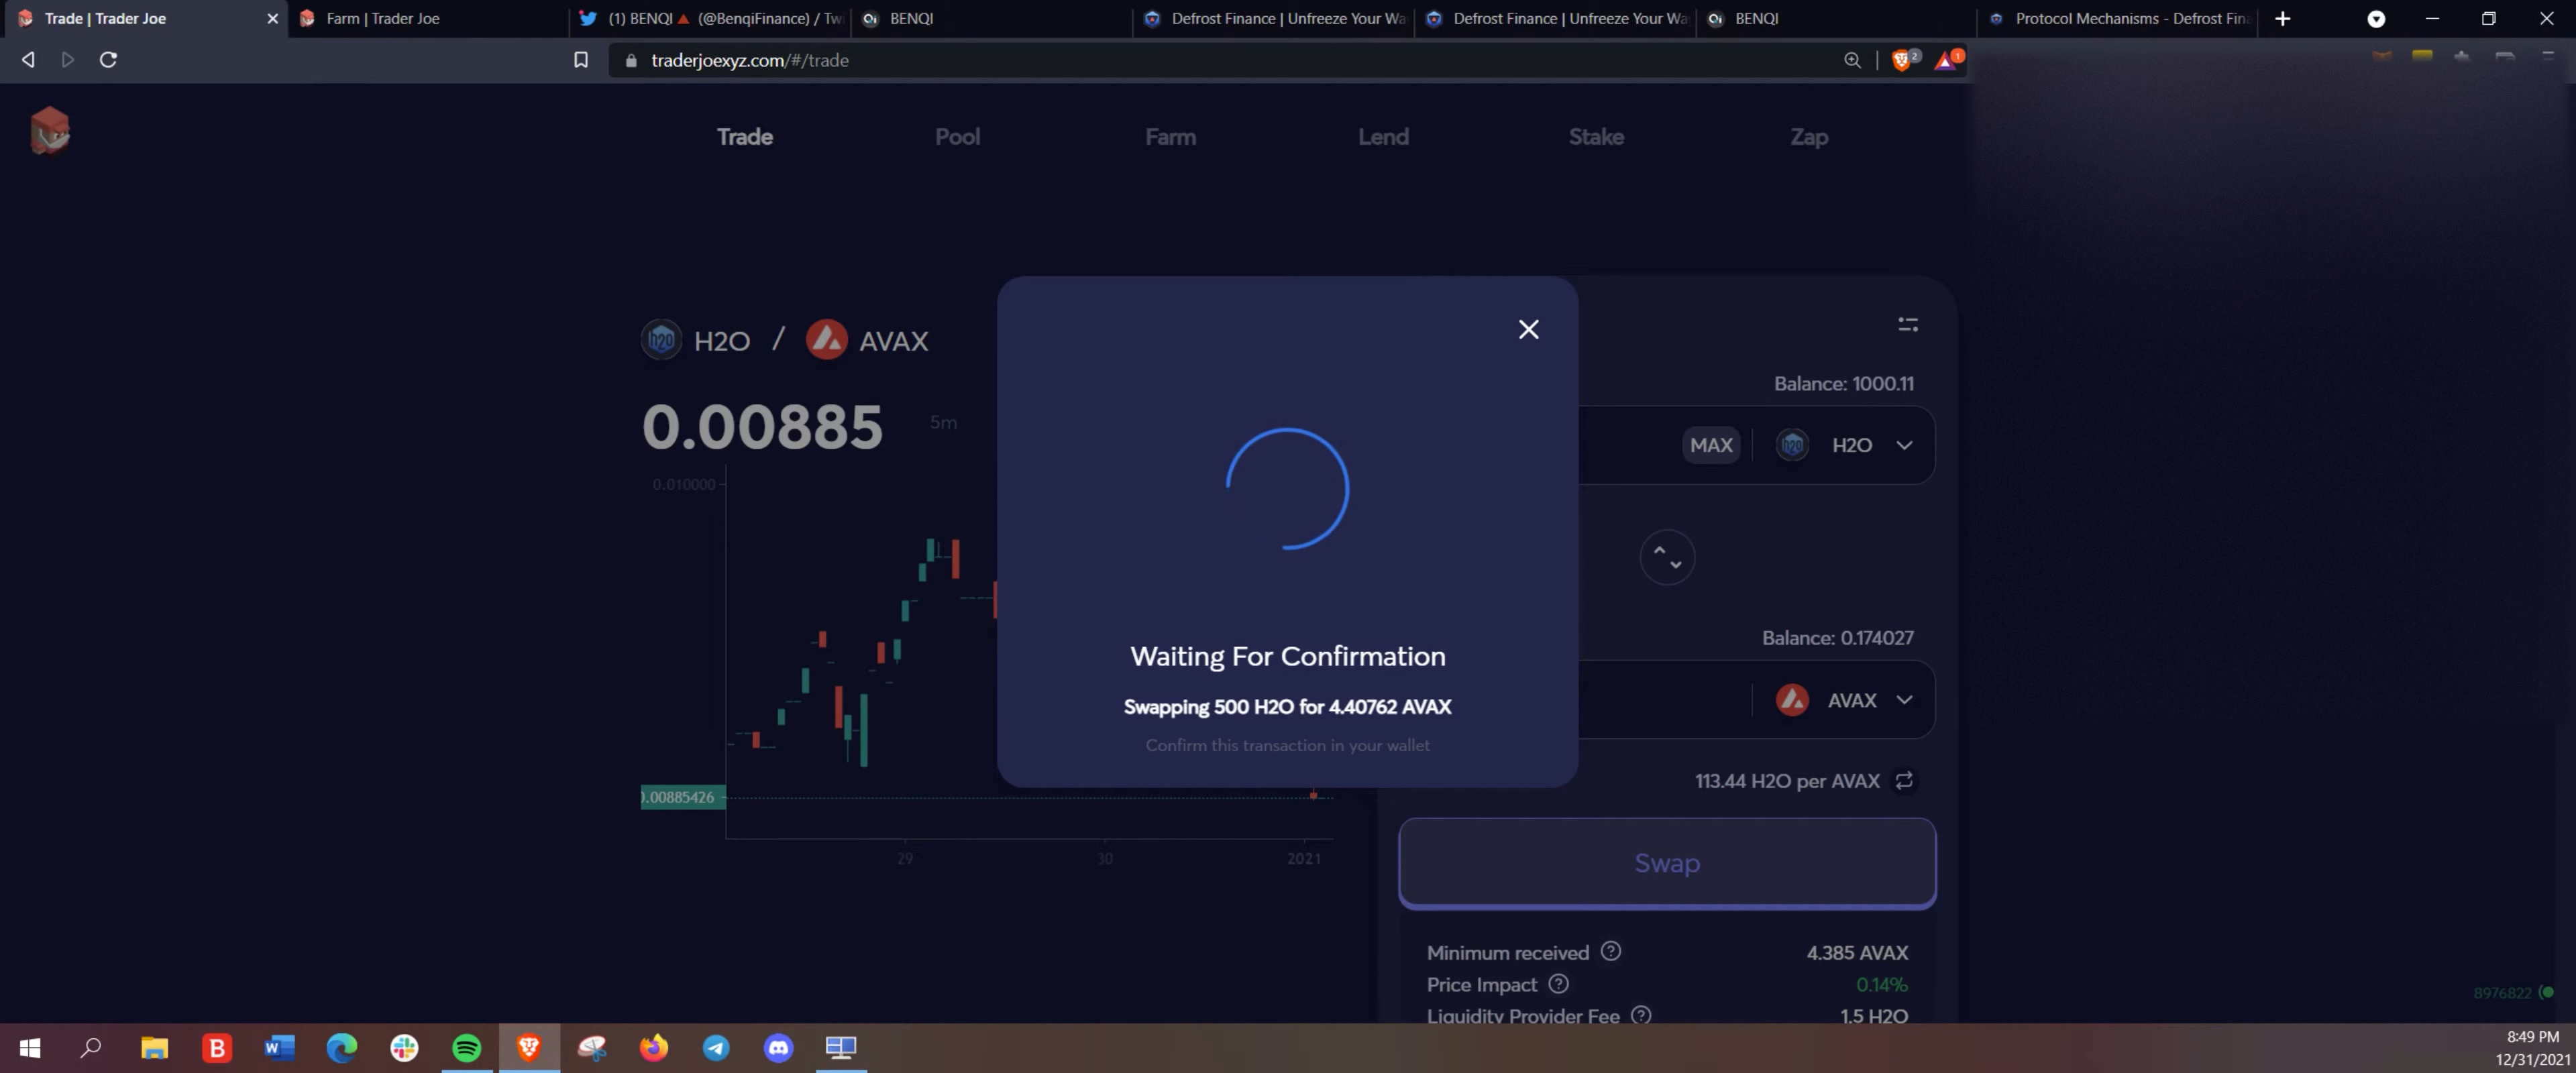 Trade | Trader Joe
Farm | Trader Joe
(1) BENQI🔺 (@BenqiFinance) / Tw
BENQI
Defrost Finance | Unfreeze Your Wa
Defrost Finance | Unfreeze Your Wa
BENQI
Protocol Mechanisms - Defrost Fina
traderjoexyz.com/#/trade
2
1
Trade
Pool
Farm
Lend
Stake
Zap
H2O / AVAX
0.00885
5m
0.010000
0.00885426
29
30
2021
Waiting For Confirmation
Swapping 500 H2O for 4.40762 AVAX
Confirm this transaction in your wallet
Balance: 1000.11
MAX
H2O
Balance: 0.174027
AVAX
113.44 H2O per AVAX
Swap
Minimum received
4.385 AVAX
Price Impact
0.14%
Liquidity Provider Fee
1.5 H2O
8976822
8:49 PM
12/31/2021